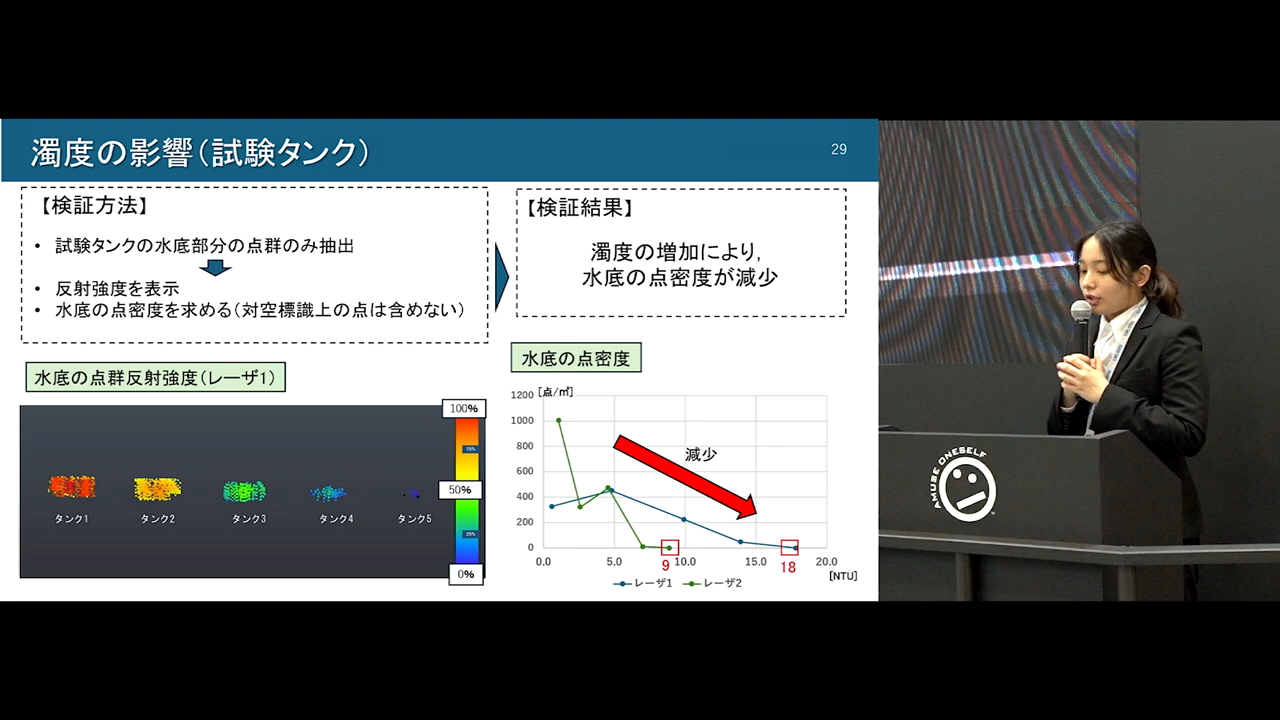 濁度の影響(試験タンク)
29
【検証方法】
• 試験タンクの水底部分の点群のみ抽出
• 反射強度を表示
• 水底の点密度を求める(対空標識上の点は含めない)
【検証結果】
濁度の増加により,
水底の点密度が減少
水底の点群反射強度(レーザ1)
100%
75%
50%
25%
0%
タンク1
タンク2
タンク3
タンク4
タンク5
水底の点密度
[点/㎡]
1200
1000
800
600
400
200
0
減少
0.0
5.0
10.0
15.0
20.0
9
18
[NTU]
レーザ1
レーザ2
AMUSE ONESELF